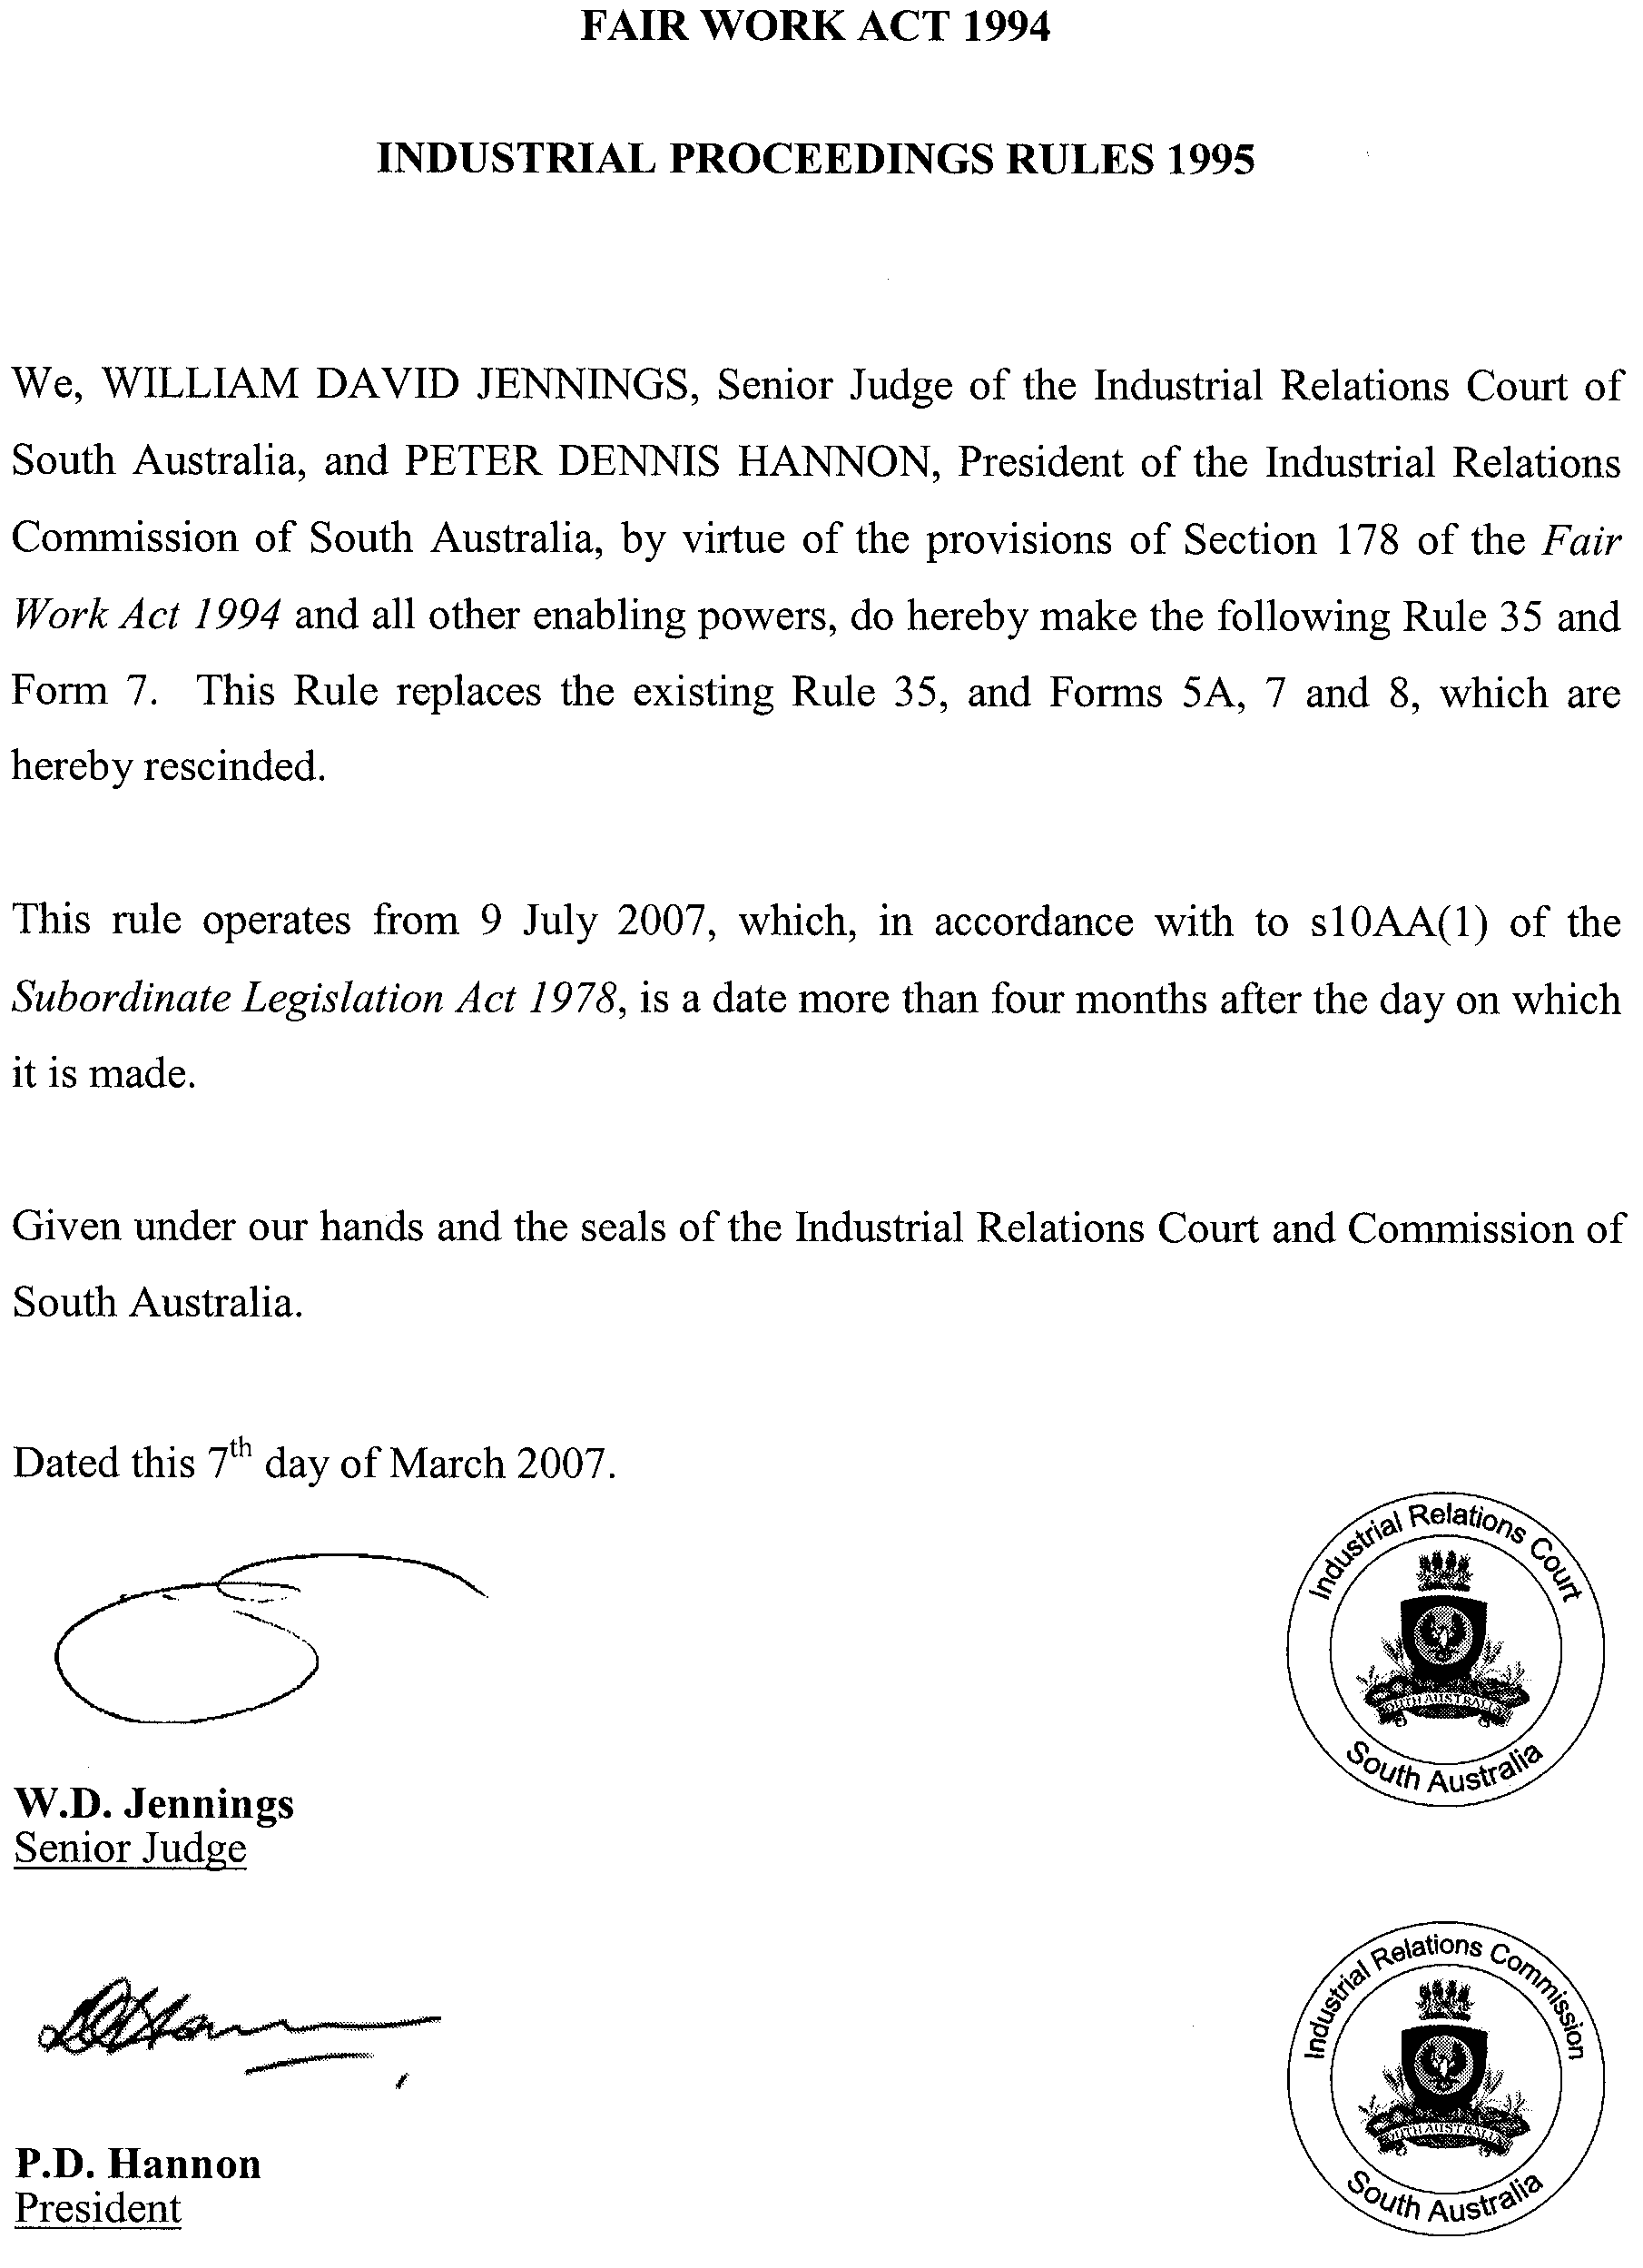 FAIR WORK ACT 1994
INDUSTRIAL PROCEEDINGS RULES 1995
We, WILLIAM DAVID JENNINGS, Senior Judge of the Industrial Relations Court of
South Australia, and PETER DENNIS HANNON, President of the Industrial Relations
Commission of South Australia, by virtue of the provisions of Section 178 of the Fair
Work Act 1994 and all other enabling powers, do hereby make the following Rule 35 and
Form 7. This Rule replaces the existing Rule 35, and Forms 5A, 7 and 8, which are
hereby rescinded.
This rule operates from 9 July 2007, which, in accordance with to s10AA(1) of the
Subordinate Legislation Act 1978, is a date more than four months after the day on which
it is made.
Given under our hands and the seals of the Industrial Relations Court and Commission of
South Australia.
Dated this 7th day of March 2007.
Industrial Relations Court
SOUTH AUSTRALIA
South Australia
W.D. Jennings
Senior Judge
Industrial Relations Commission
SOUTH AUSTRALIA
South Australia
P.D. Hannon
President